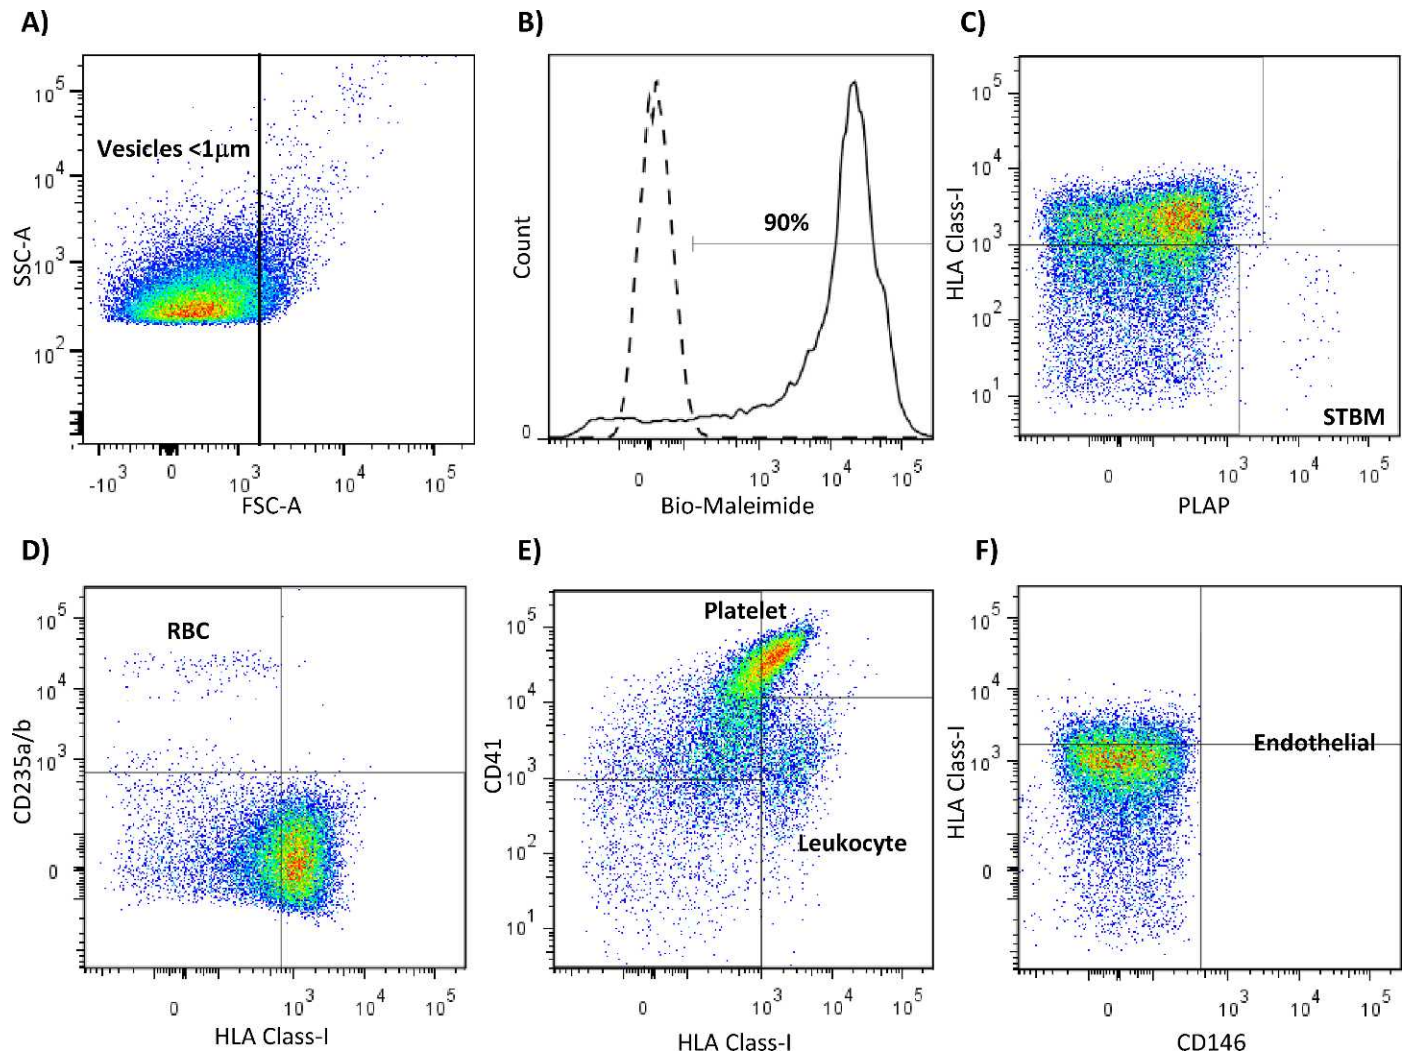 A)
B)
C)
10^5
10^4
10^3
10^2
SSC-A
Vesicles <1μm
-10^3
0
10^3
10^4
10^5
FSC-A
Count
0
90%
0
10^3
10^4
10^5
Bio-Maleimide
HLA Class-I
10^5
10^4
10^3
10^2
10^1
STBM
0
10^3
10^4
10^5
PLAP
D)
E)
F)
CD235a/b
10^5
10^4
10^3
0
RBC
0
10^3
10^4
10^5
HLA Class-I
CD41
10^5
10^4
10^3
10^2
10^1
Platelet
Leukocyte
0
10^3
10^4
10^5
HLA Class-I
HLA Class-I
10^5
10^4
10^3
0
Endothelial
0
10^3
10^4
10^5
CD146